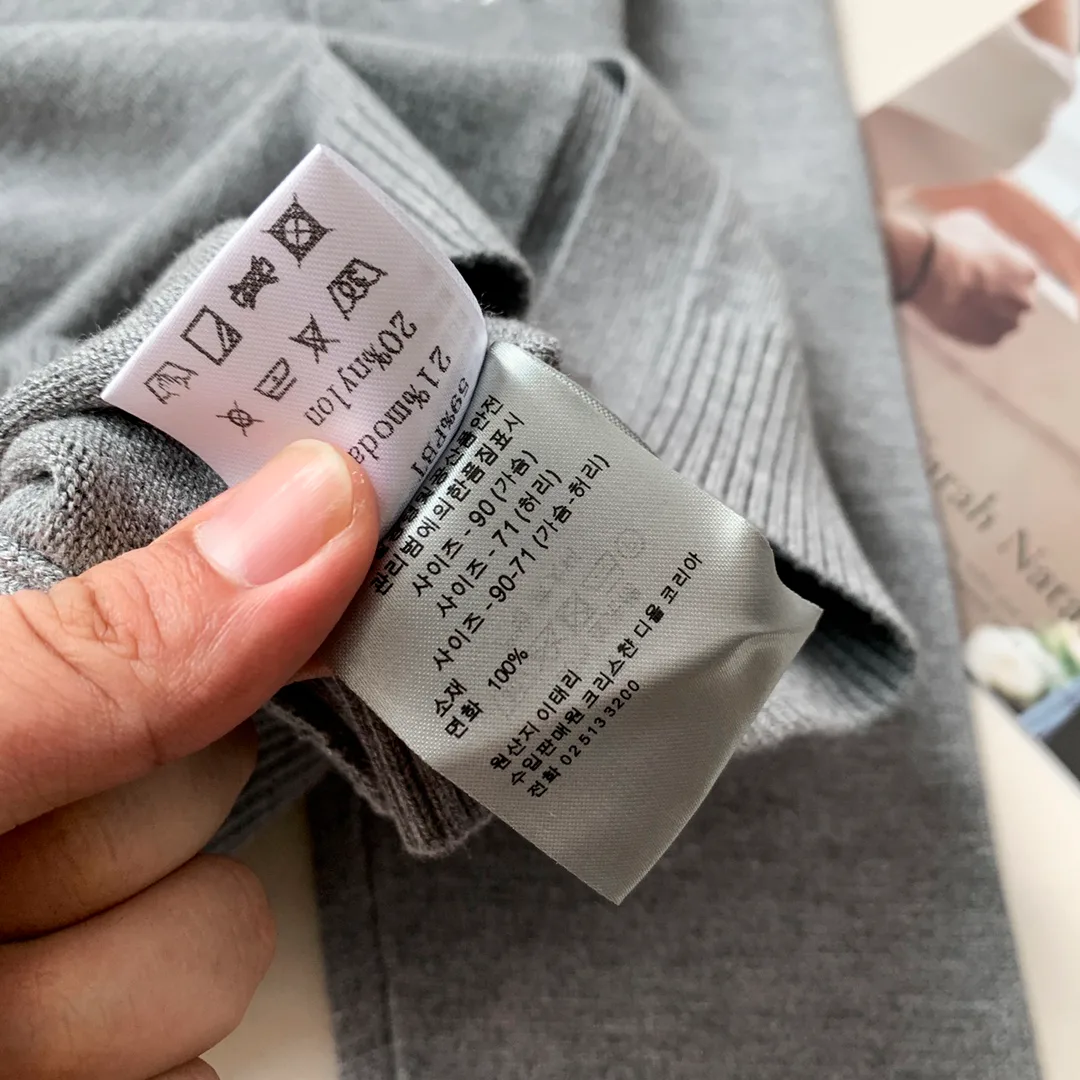 20%nylon
21%moda
59%PBT
관리법에의한품질표시
사이즈 - 90 (가슴)
사이즈 - 71 (허리)
사이즈 - 90-71 (가슴-허리)
소재
면화 100%
원산지 이태리
수입판매원 크리스챤 디올 코리아
전화 025133200